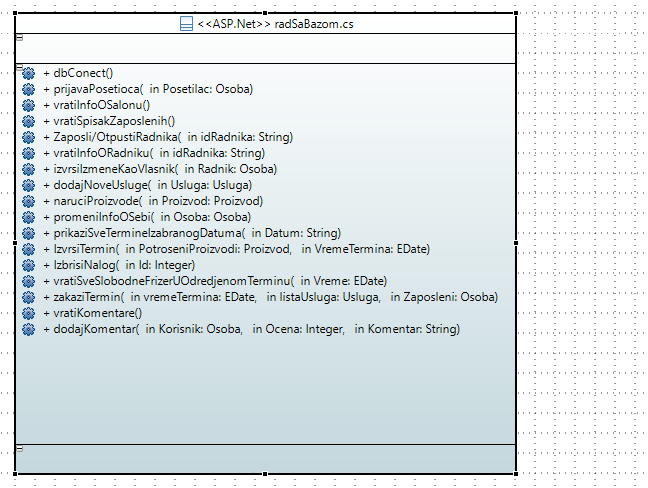 <<ASP.Net>> radSaBazom.cs
+ dbConect()
+ prijavaPosetioca( in Posetilac: Osoba)
+ vratiInfoOSalonu()
+ vratiSpisakZaposlenih()
+ Zaposli/OtpustiRadnika( in idRadnika: String)
+ vratiInfoORadniku( in idRadnika: String)
+ izvrsiIzmeneKaoVlasnik( in Radnik: Osoba)
+ dodajNoveUsluge( in Usluga: Usluga)
+ naruciProizvode( in Proizvod: Proizvod)
+ promeniInfoOSebi( in Osoba: Osoba)
+ prikaziSveTermineIzabranogDatuma( in Datum: String)
+ IzvrsiTermin( in PotroseniProizvodi: Proizvod, in VremeTermina: EDate)
+ IzbrisiNalog( in Id: Integer)
+ vratiSveSlobodneFrizerUOdredjenomTerminu( in Vreme: EDate)
+ zakaziTermin( in vremeTermina: EDate, in listaUsluga: Usluga, in Zaposleni: Osoba)
+ vratiKomentare()
+ dodajKomentar( in Korisnik: Osoba, in Ocena: Integer, in Komentar: String)